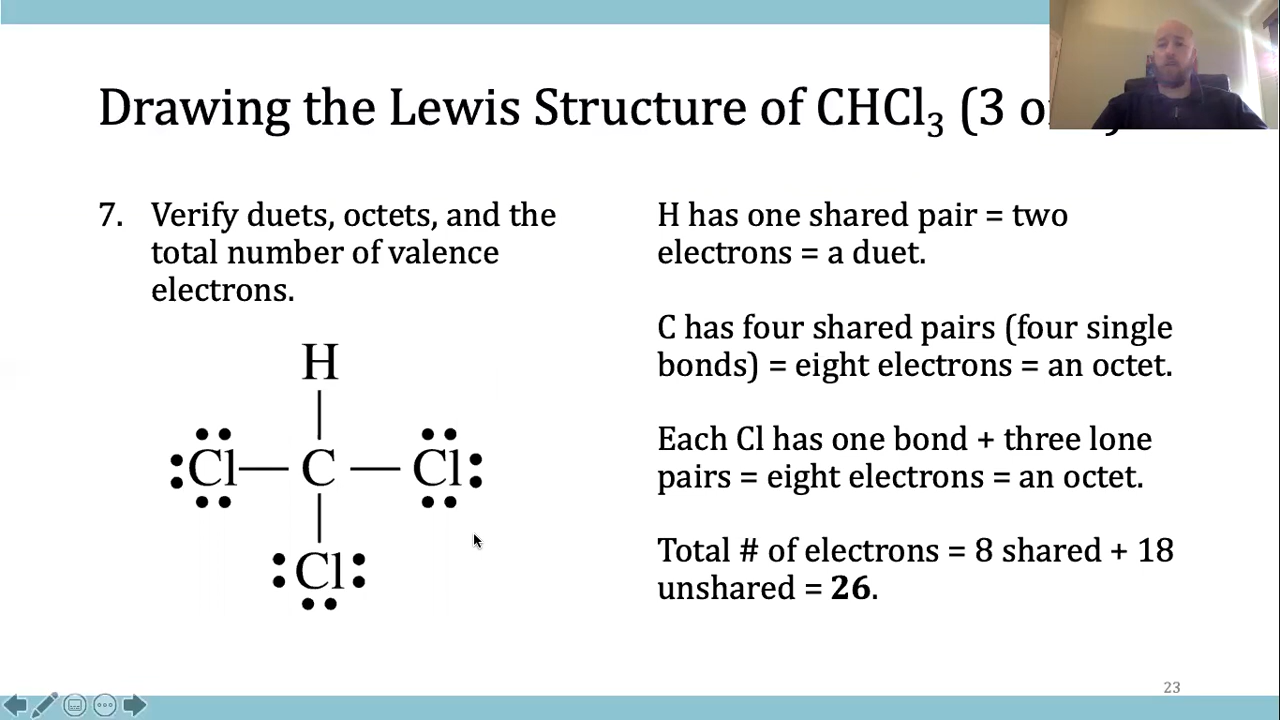 Drawing the Lewis Structure of CHCl₃ (3
7. Verify duets, octets, and the
total number of valence
electrons.
H
Cl — C — Cl
Cl
H has one shared pair = two
electrons = a duet.
C has four shared pairs (four single
bonds) = eight electrons = an octet.
Each Cl has one bond + three lone
pairs = eight electrons = an octet.
Total # of electrons = 8 shared + 18
unshared = 26.
23